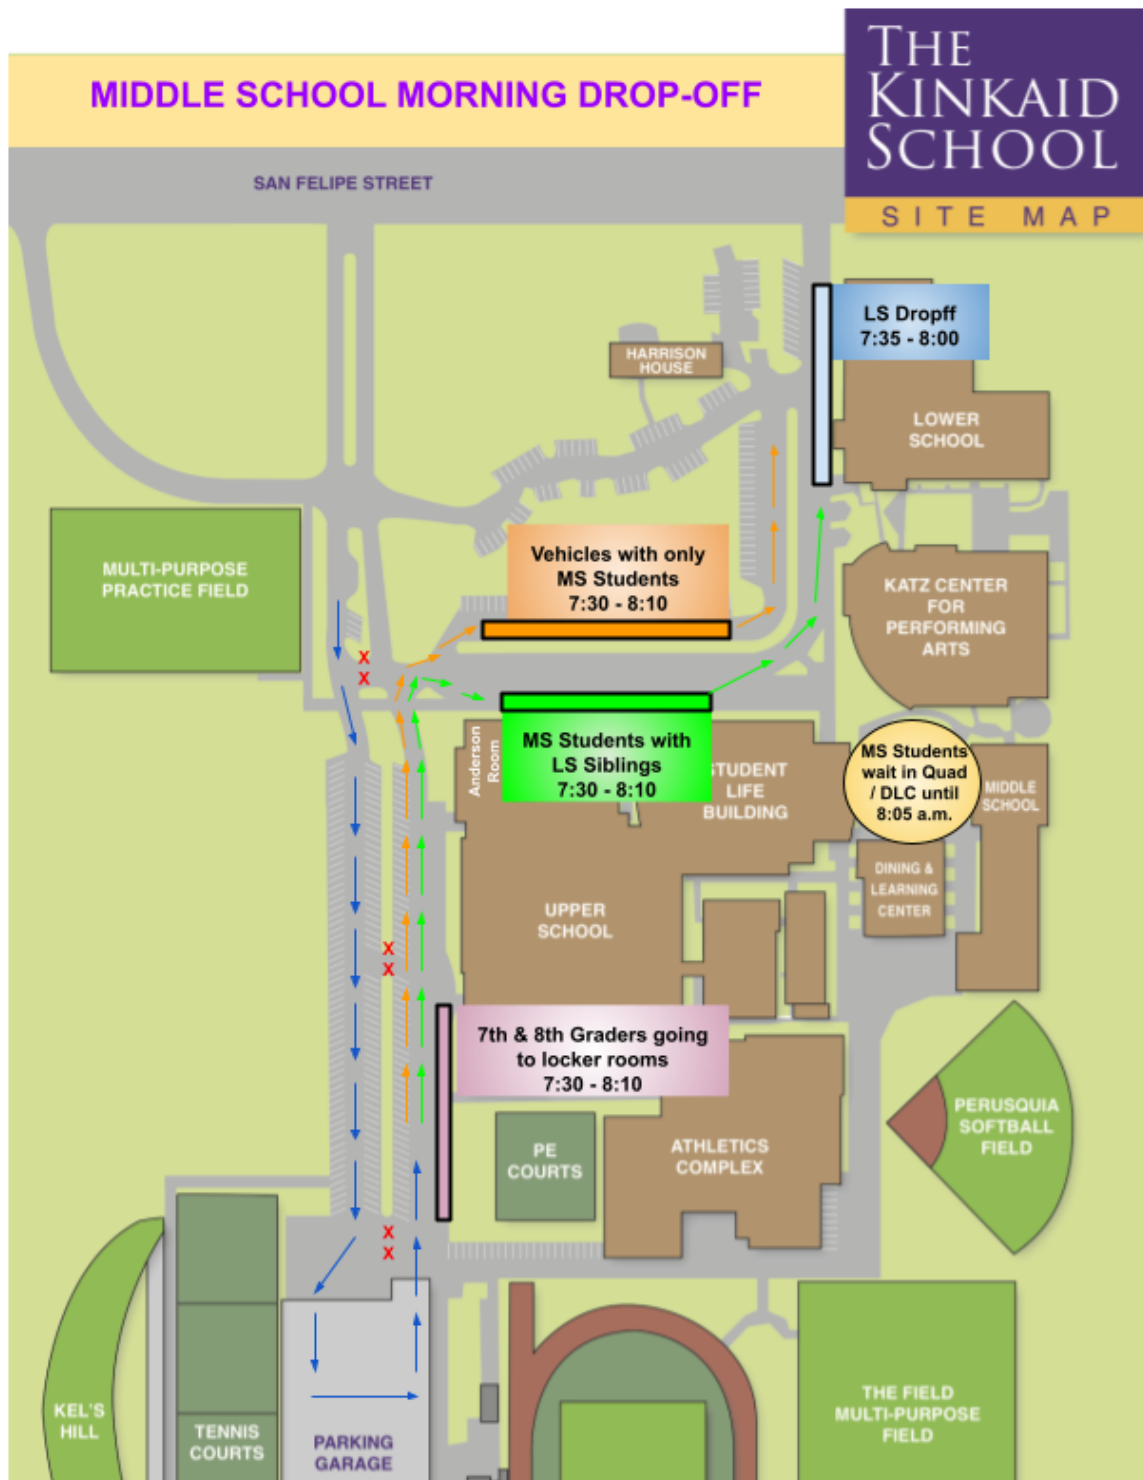 THE
KINKAID
SCHOOL
SITE MAP
MIDDLE SCHOOL MORNING DROP-OFF
SAN FELIPE STREET
LS Dropff
7:35 - 8:00
HARRISON
HOUSE
LOWER
SCHOOL
MULTI-PURPOSE
PRACTICE FIELD
Vehicles with only
MS Students
7:30 - 8:10
KATZ CENTER
FOR
PERFORMING
ARTS
X
X
Anderson
Room
MS Students with
LS Siblings
7:30 - 8:10
STUDENT
LIFE
BUILDING
MS Students
wait in Quad
/ DLC until
8:05 a.m.
MIDDLE
SCHOOL
DINING &
LEARNING
CENTER
UPPER
SCHOOL
X
X
7th & 8th Graders going
to locker rooms
7:30 - 8:10
PE
COURTS
ATHLETICS
COMPLEX
PERUSQUIA
SOFTBALL
FIELD
X
X
KEL'S
HILL
TENNIS
COURTS
PARKING
GARAGE
THE FIELD
MULTI-PURPOSE
FIELD